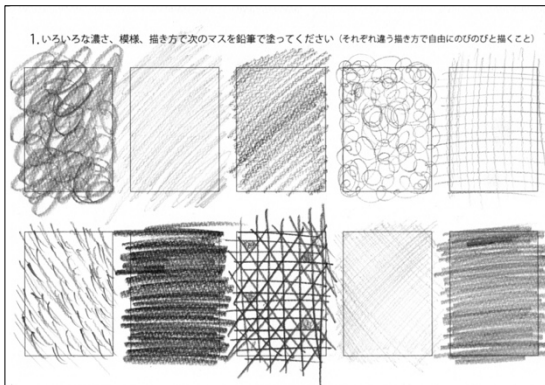 1. いろいろな濃さ、模様、描き方で次のマスを鉛筆で塗ってください（それぞれ違う描き方で自由にのびのびと描くこと）